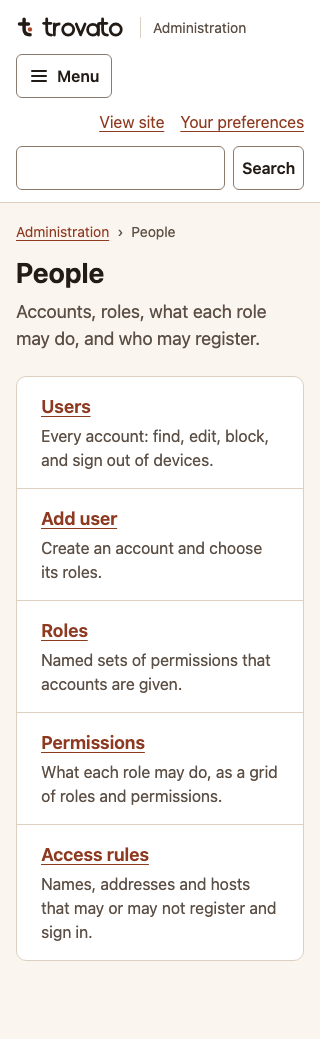 trovato
Administration
Menu
View site
Your preferences
Search
Administration › People
People
Accounts, roles, what each role
may do, and who may register.
Users
Every account: find, edit, block,
and sign out of devices.
Add user
Create an account and choose
its roles.
Roles
Named sets of permissions that
accounts are given.
Permissions
What each role may do, as a grid
of roles and permissions.
Access rules
Names, addresses and hosts
that may or may not register and
sign in.